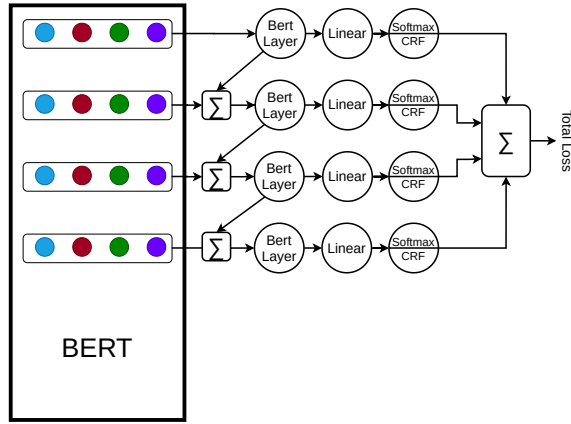 Bert
Layer
Linear
Softmax
CRF
∑
Bert
Layer
Linear
Softmax
CRF
∑
Total Loss
∑
Bert
Layer
Linear
Softmax
CRF
∑
Bert
Layer
Linear
Softmax
CRF
BERT